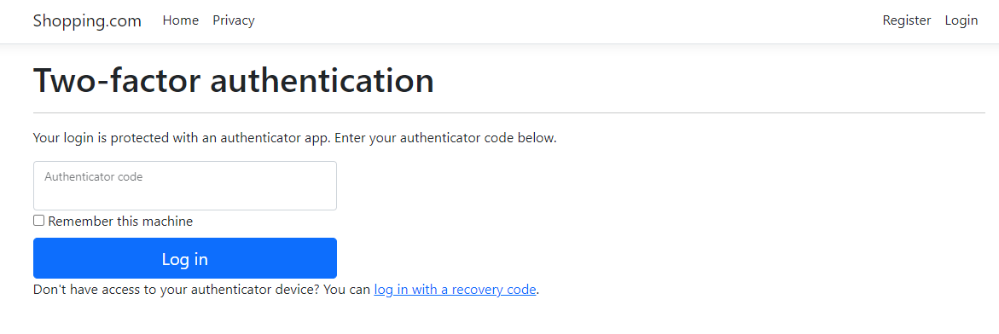 Shopping.com Home Privacy Register Login
Two-factor authentication
Your login is protected with an authenticator app. Enter your authenticator code below.
Authenticator code
Remember this machine
Log in
Don't have access to your authenticator device? You can log in with a recovery code.